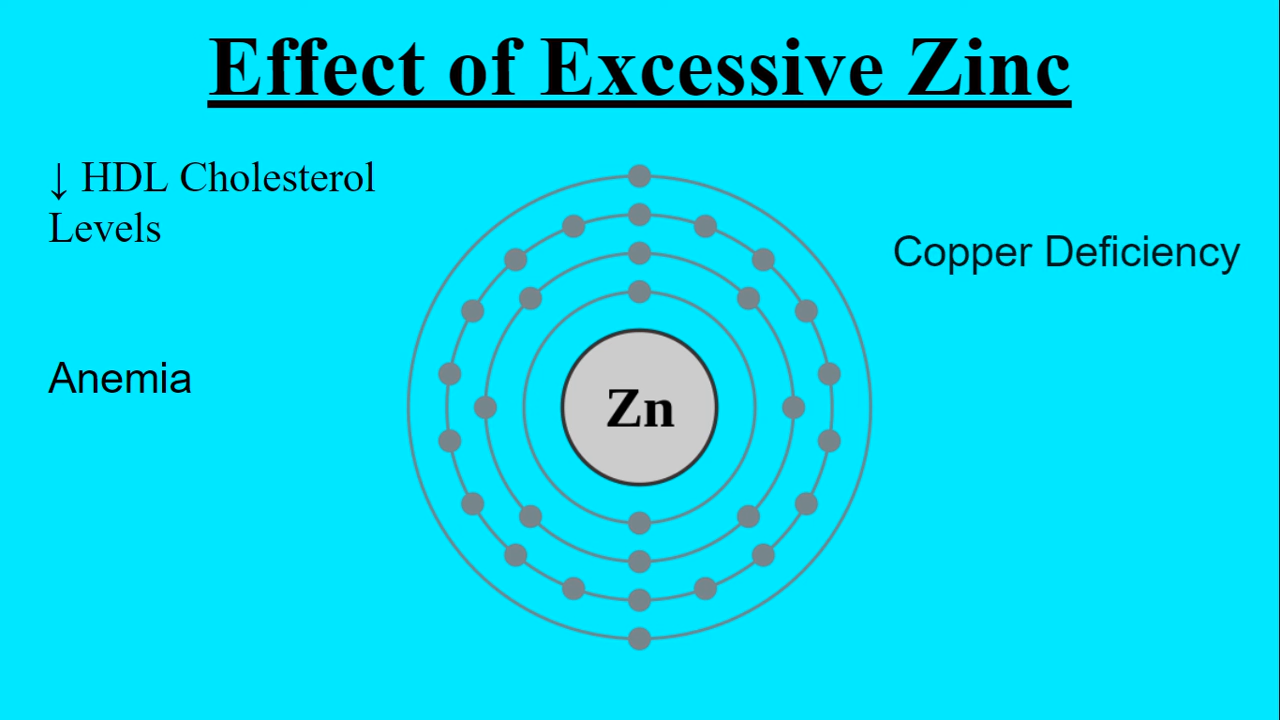 Effect of Excessive Zinc
↓ HDL Cholesterol
Levels
Copper Deficiency
Anemia
Zn